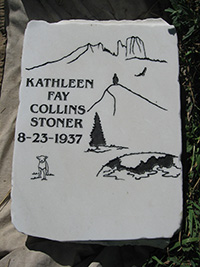 KATHLEEN
FAY
COLLINS
STONER
8-23-1937